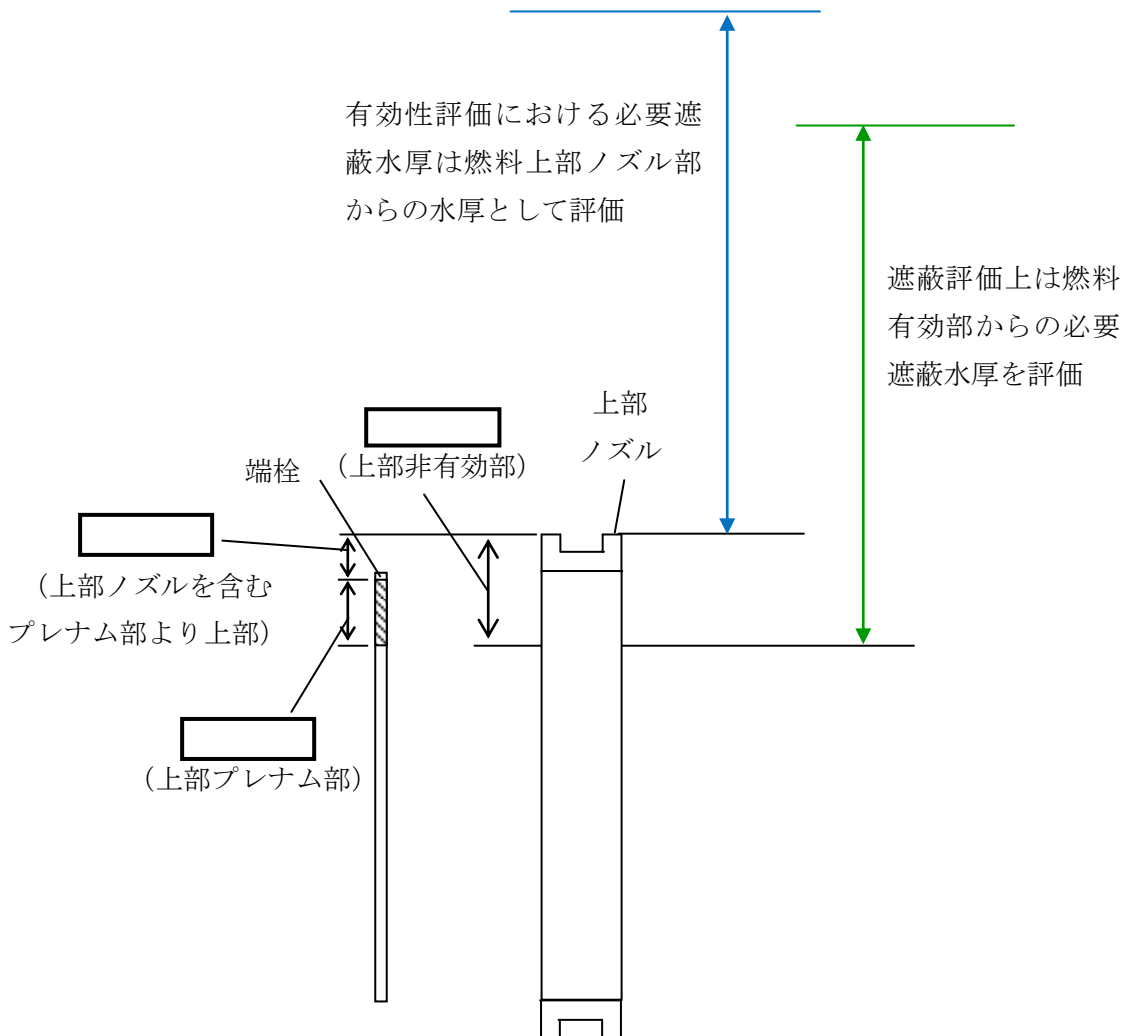 有効性評価における必要遮
蔽水厚は燃料上部ノズル部
からの水厚として評価
遮蔽評価上は燃料
有効部からの必要
遮蔽水厚を評価
上部
ノズル
(上部非有効部)
端栓
(上部ノズルを含む
プレナム部より上部)
(上部プレナム部)